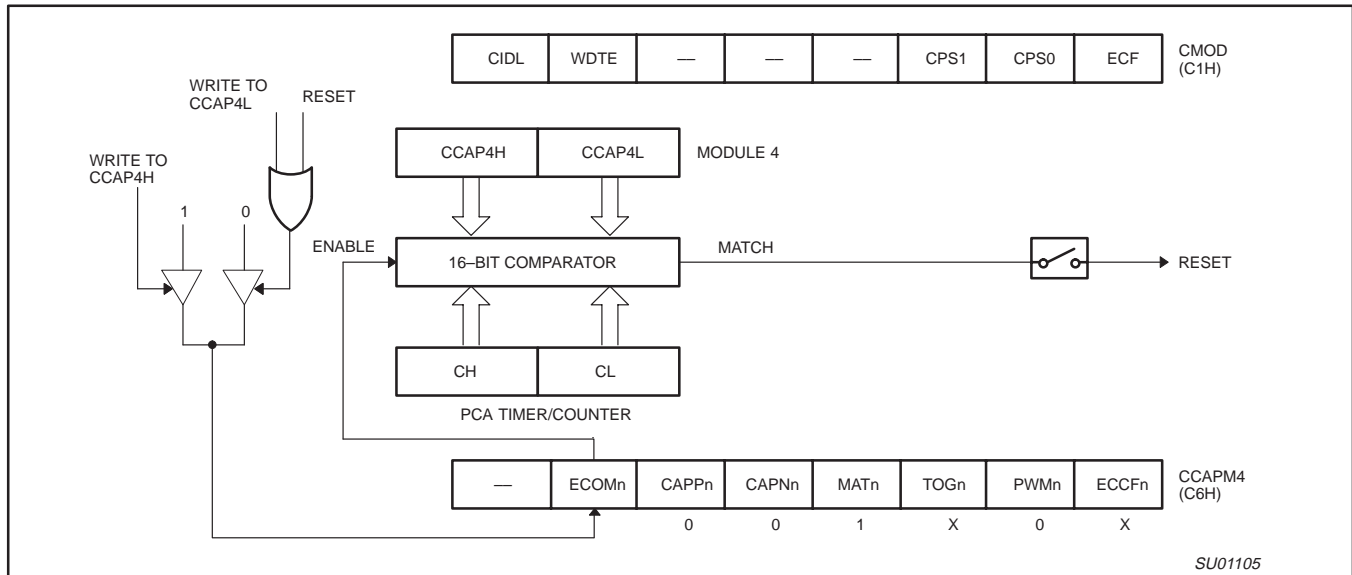 CIDL WDTE –– –– –– CPS1 CPS0 ECF CMOD
(C1H)
WRITE TO
CCAP4L
RESET
CCAP4H CCAP4L MODULE 4
WRITE TO
CCAP4H
1 0
ENABLE
16–BIT COMPARATOR
MATCH
RESET
CH CL
PCA TIMER/COUNTER
–– ECOMn CAPPn CAPNn MATn TOGn PWMn ECCFn CCAPM4
(C6H)
0 0 1 X 0 X
SU01105